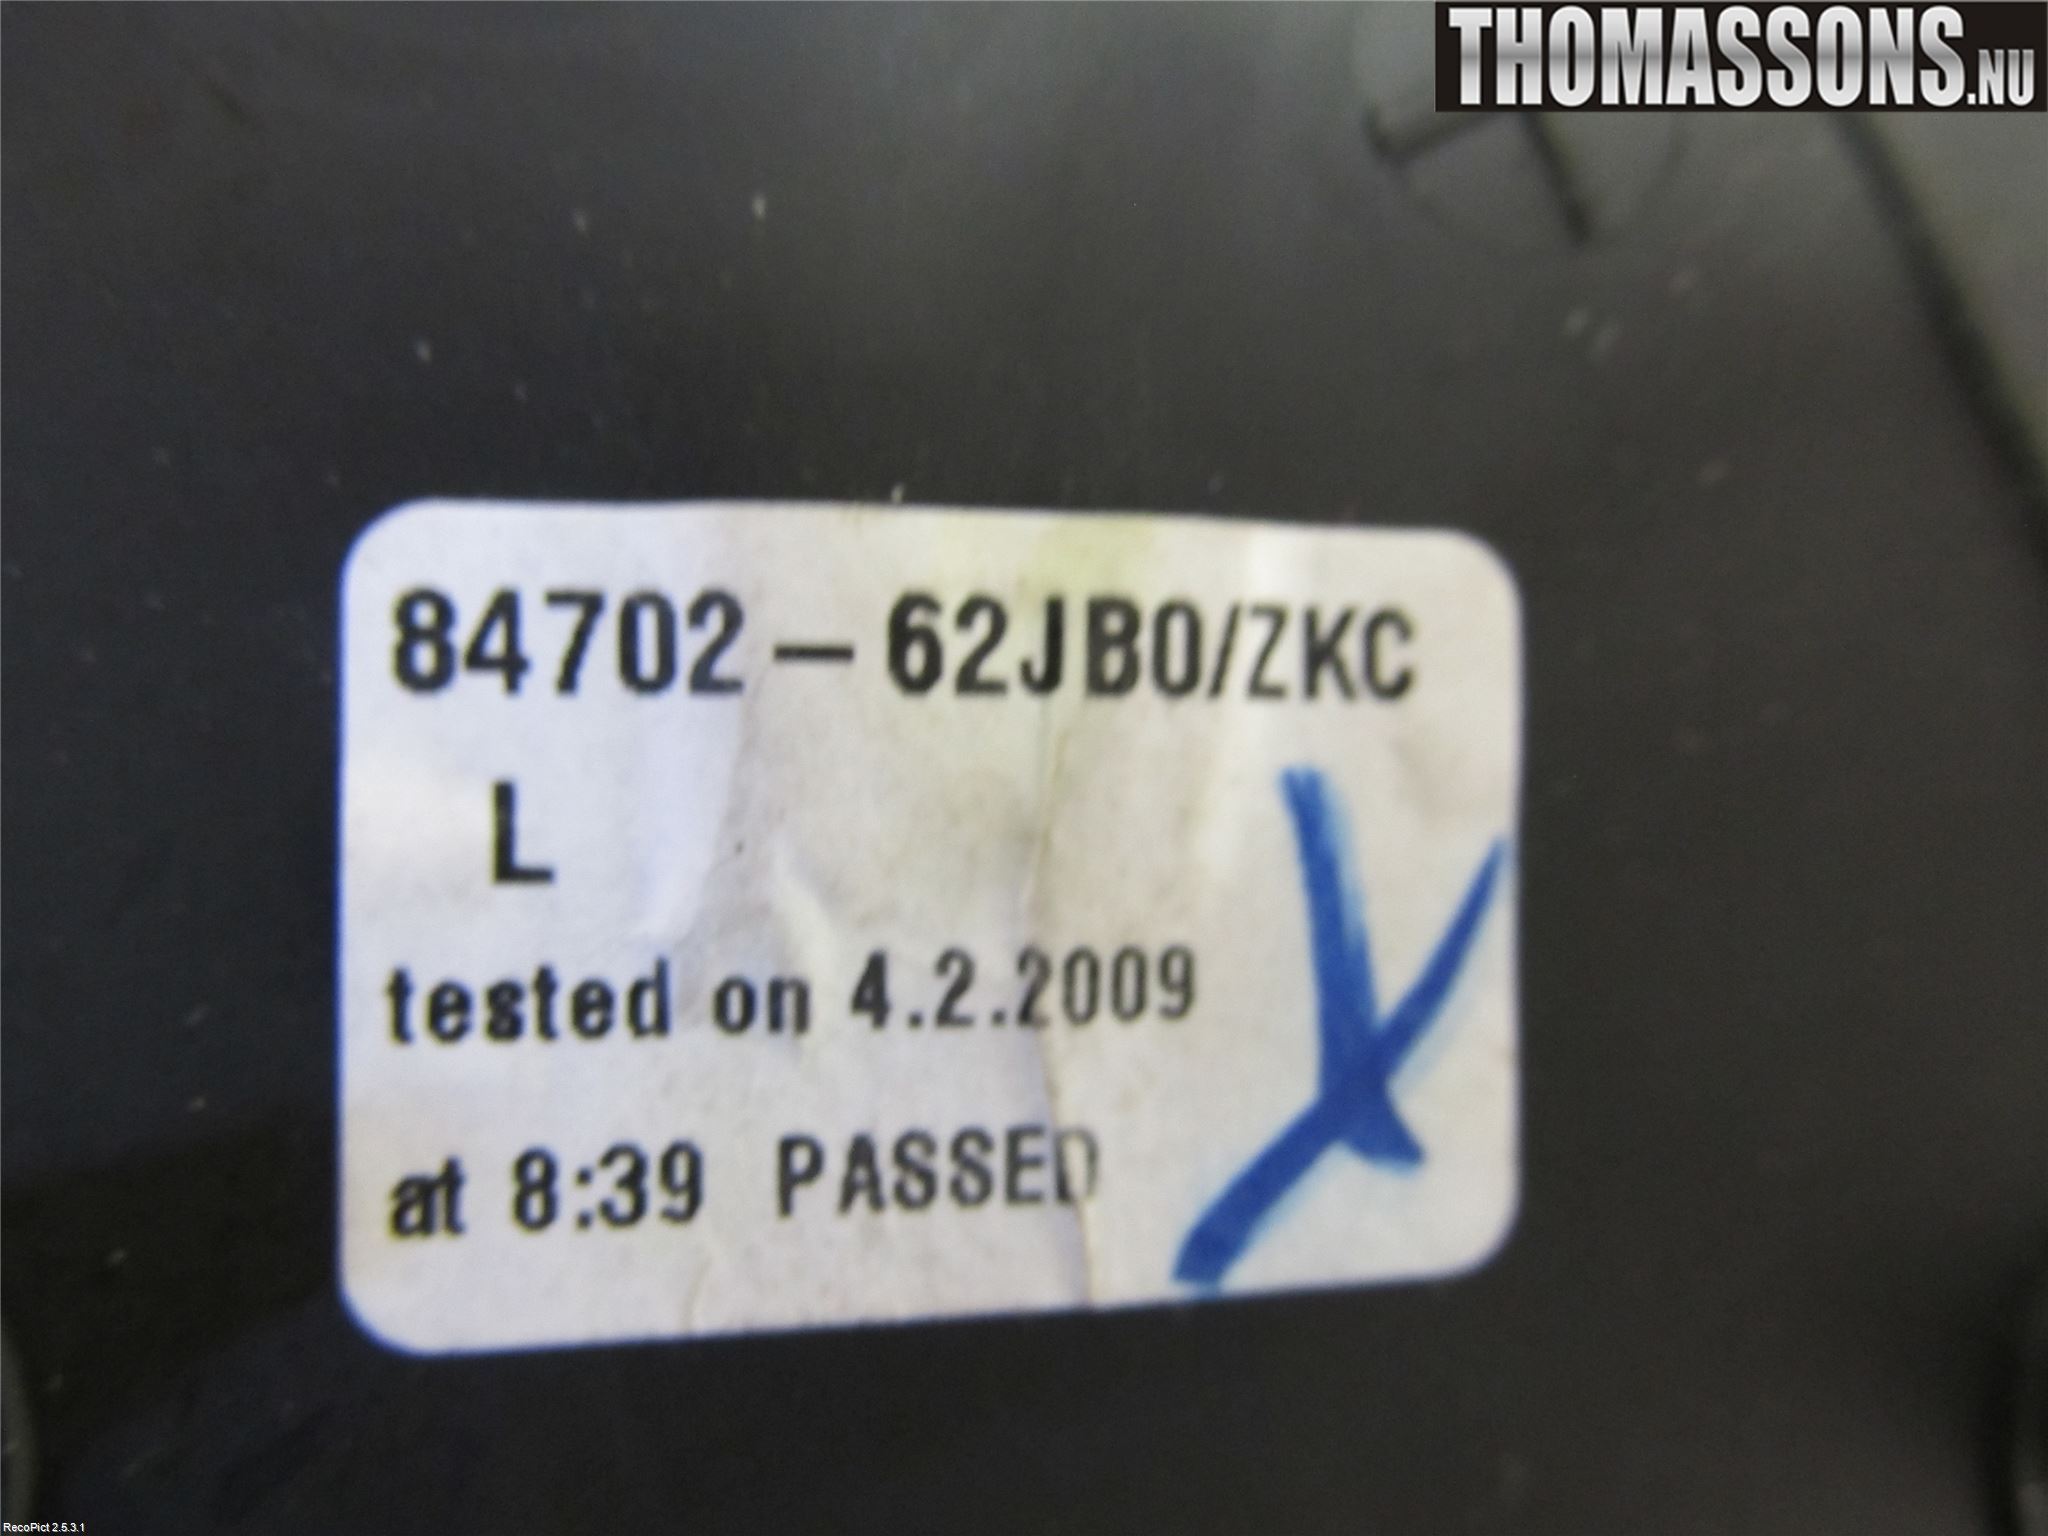 THOMASSONS.NU
84702-62JB0/ZKC
L
tested on 4.2.2009
at 8:39 PASSED
RecoPict 2.5.3.1